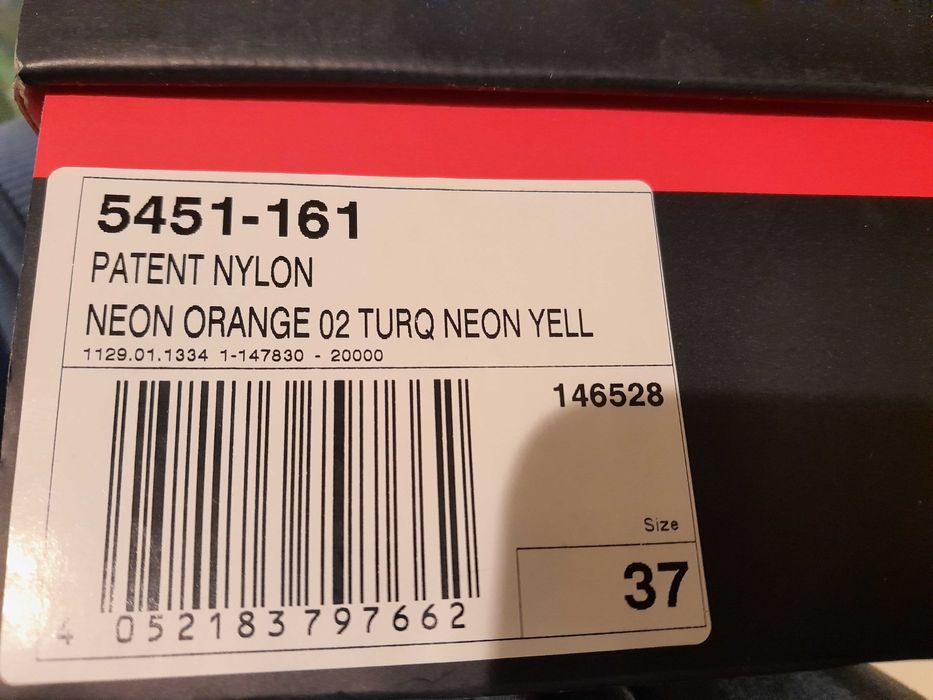 5451-161
PATENT NYLON
NEON ORANGE 02 TURQ NEON YELL
1129.01.1334 1-147830 - 20000
146528
Size
37
4 052183 797662